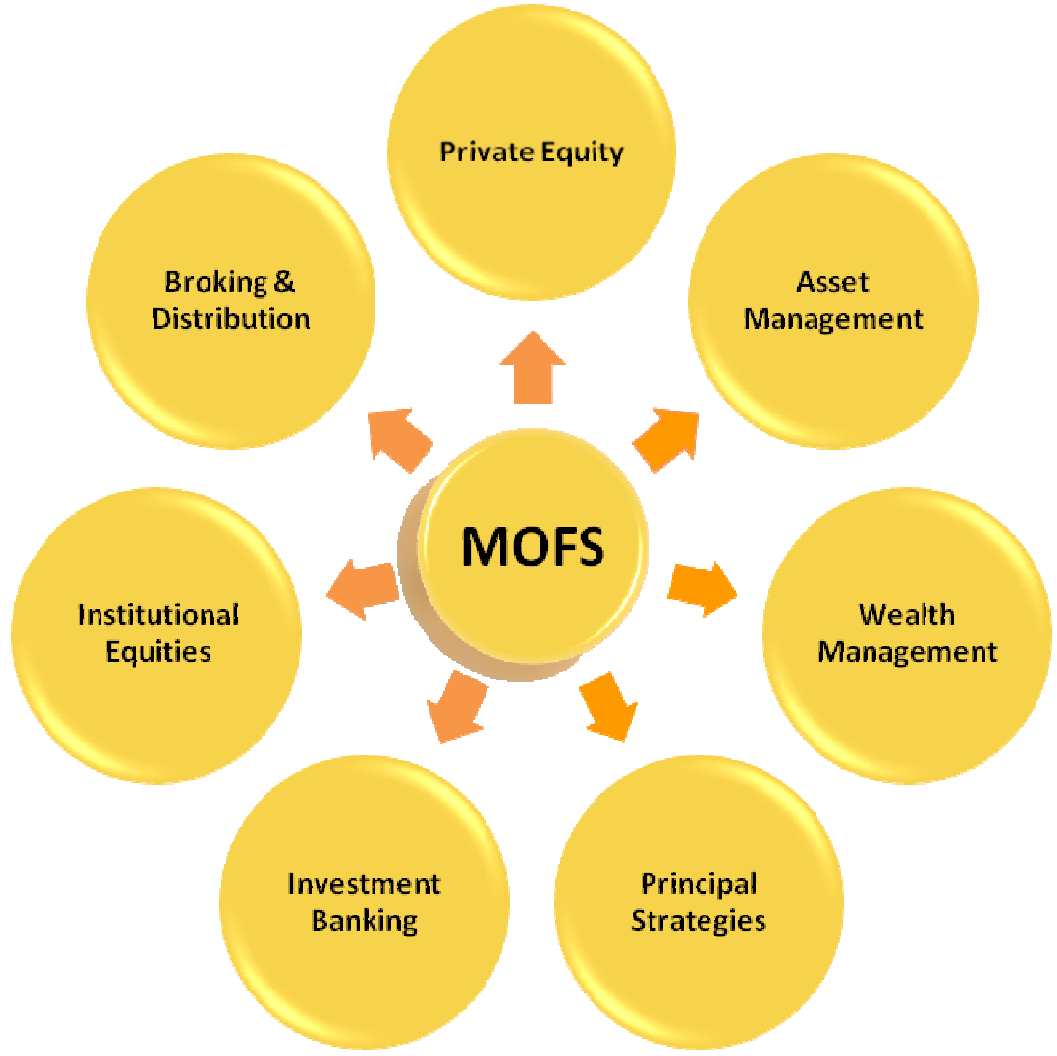 Private Equity
Broking &
Distribution
Asset
Management
MOFS
Institutional
Equities
Wealth
Management
Investment
Banking
Principal
Strategies